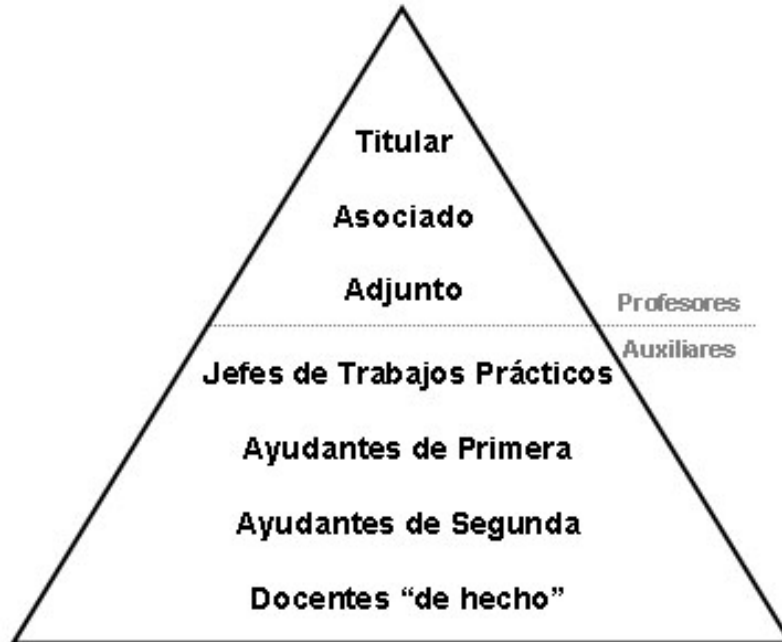 Titular
Asociado
Adjunto
Profesores
Auxiliares
Jefes de Trabajos Prácticos
Ayudantes de Primera
Ayudantes de Segunda
Docentes “de hecho”